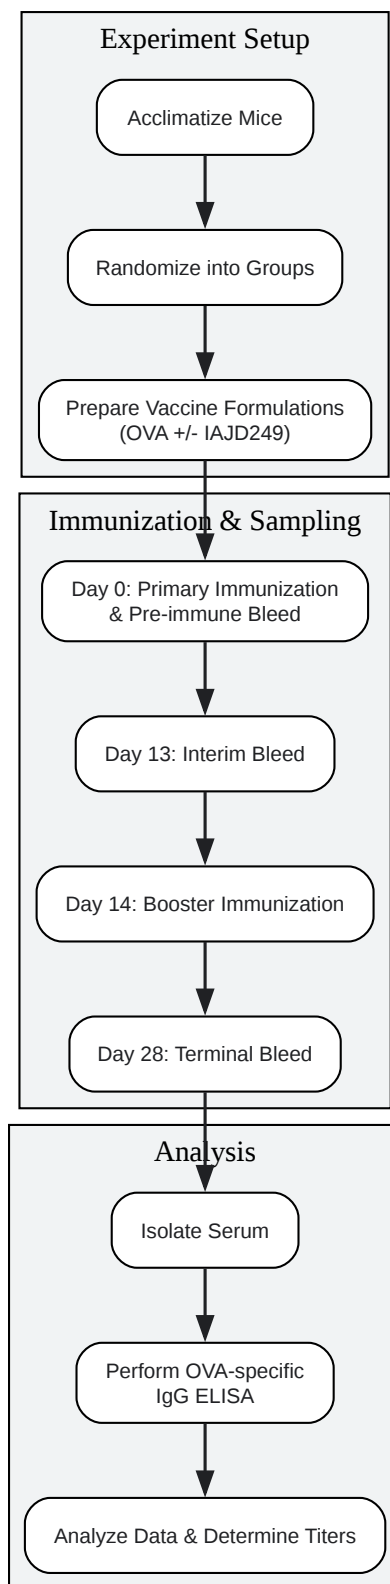 Experiment Setup
Acclimatize Mice
Randomize into Groups
Prepare Vaccine Formulations
(OVA +/- IAJD249)
Immunization & Sampling
Day 0: Primary Immunization
& Pre-immune Bleed
Day 13: Interim Bleed
Day 14: Booster Immunization
Day 28: Terminal Bleed
Analysis
Isolate Serum
Perform OVA-specific
IgG ELISA
Analyze Data & Determine Titers